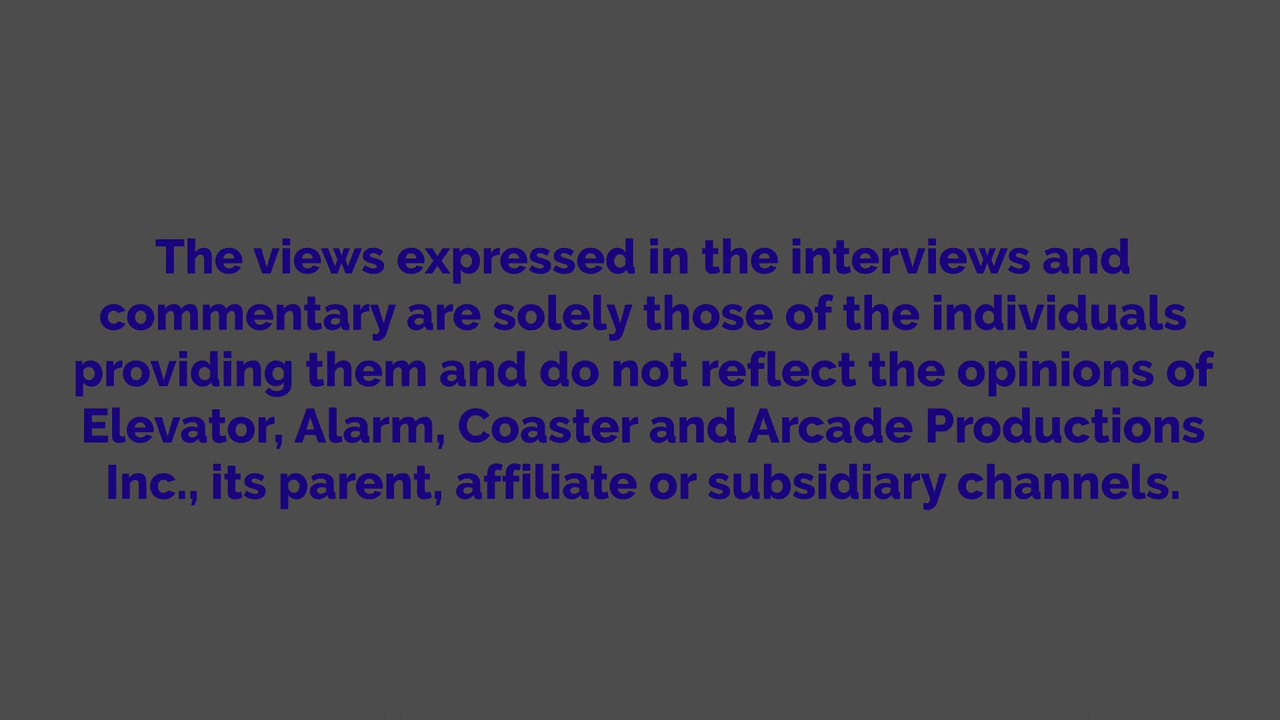 The views expressed in the interviews and
commentary are solely those of the individuals
providing them and do not reflect the opinions of
Elevator, Alarm, Coaster and Arcade Productions
Inc., its parent, affiliate or subsidiary channels.